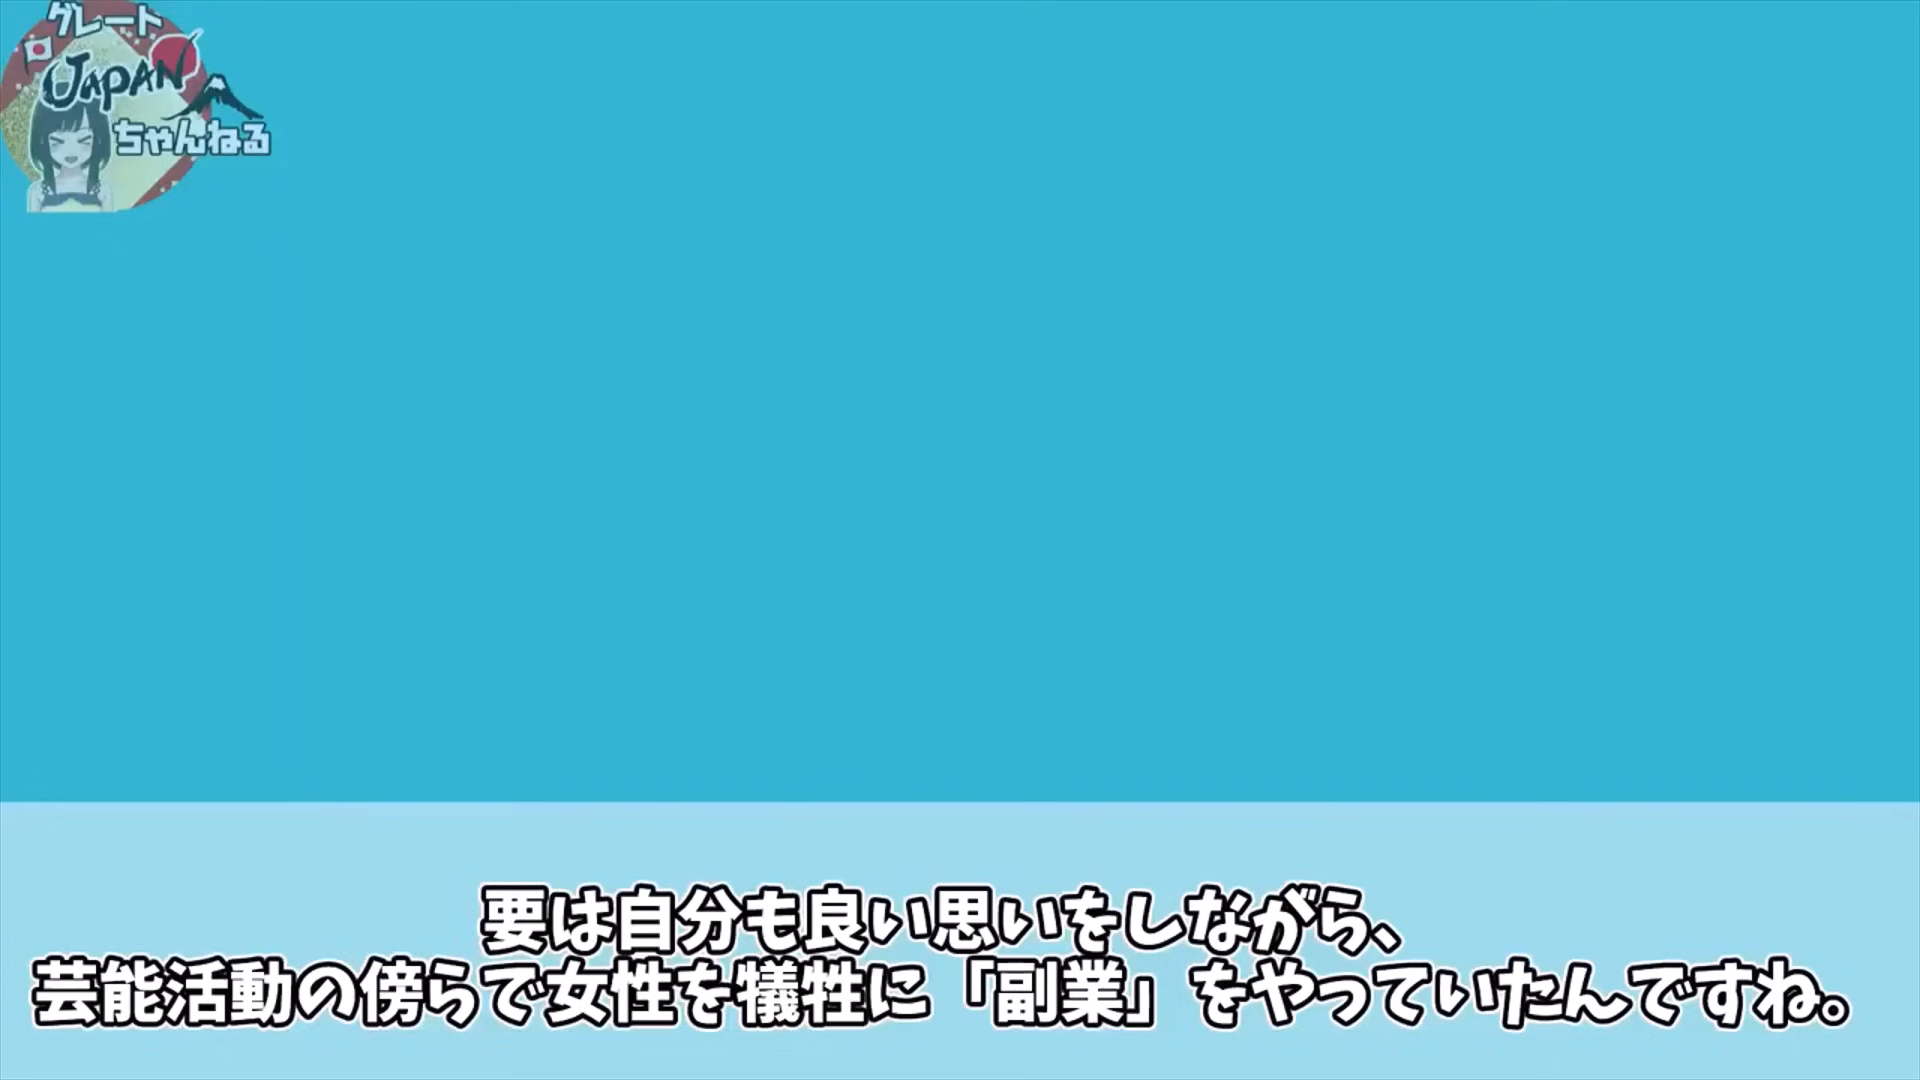 グレート
JAPAN
ちゃんねる
要は自分も良い思いをしながら、
芸能活動の傍らで女性を犠牲に「副業」をやっていたんですね。